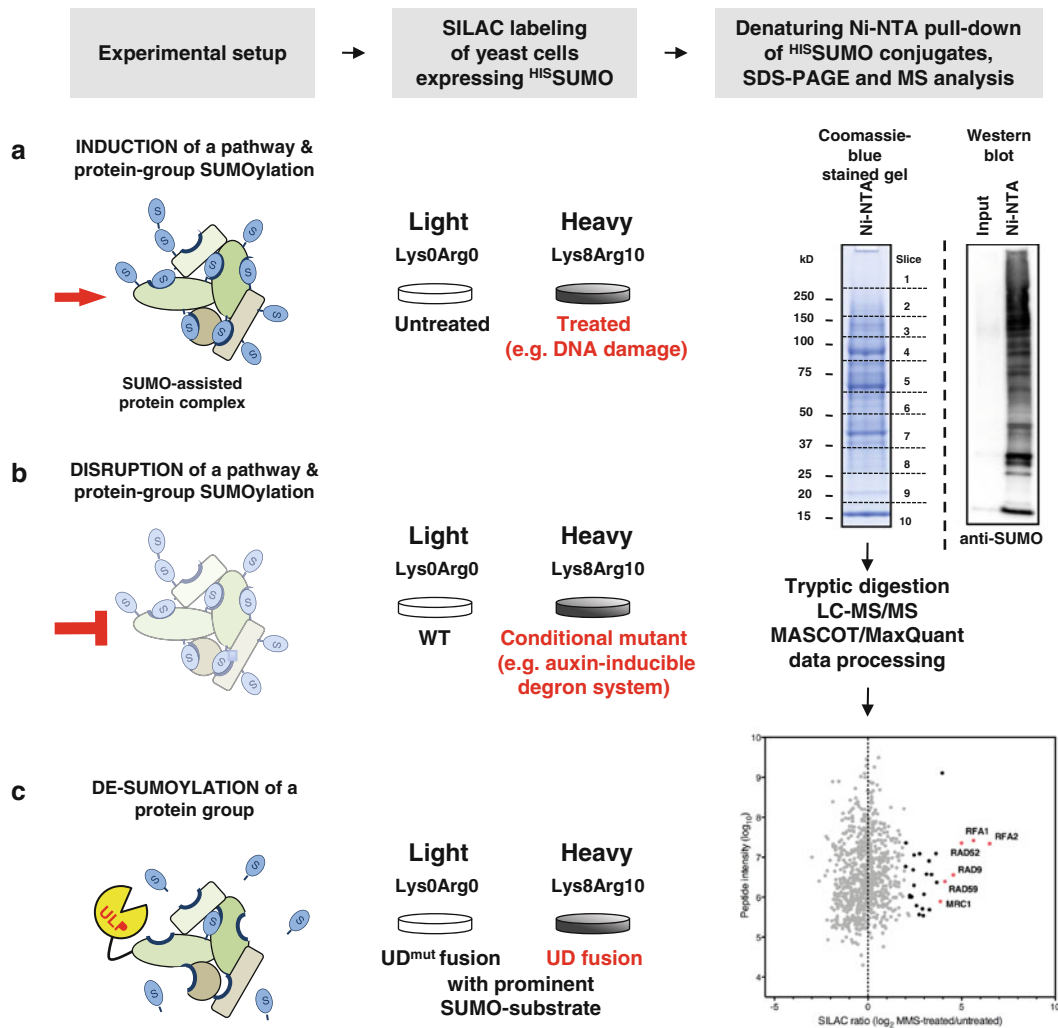 Experimental setup
SILAC labeling
of yeast cells
expressing HISSUMO
Denaturing Ni-NTA pull-down
of HISSUMO conjugates,
SDS-PAGE and MS analysis
a
INDUCTION of a pathway &
protein-group SUMOylation
S
S
S
S
S
S
S
S
S
S
S
S
SUMO-assisted
protein complex
Light
Heavy
Lys0Arg0
Lys8Arg10
Untreated
Treated
(e.g. DNA damage)
Coomassie-
blue
stained gel
Western
blot
Ni-NTA
Input
Ni-NTA
kD
Slice
250
150
100
75
50
37
25
20
15
1
2
3
4
5
6
7
8
9
10
anti-SUMO
b
DISRUPTION of a pathway &
protein-group SUMOylation
S
S
S
S
S
S
S
S
S
S
S
Light
Heavy
Lys0Arg0
Lys8Arg10
WT
Conditional mutant
(e.g. auxin-inducible
degron system)
Tryptic digestion
LC-MS/MS
MASCOT/MaxQuant
data processing
c
DE-SUMOYLATION of a
protein group
ULP
S
S
S
S
S
S
Light
Heavy
Lys0Arg0
Lys8Arg10
UDmut fusion
UD fusion
with prominent
SUMO-substrate
Peptide intensity (log10)
10
9
8
7
6
5
4
RFA1
RFA2
RAD52
RAD9
RAD59
MRC1
-5
0
5
10
SILAC ratio (log2 MMS-treated/untreated)